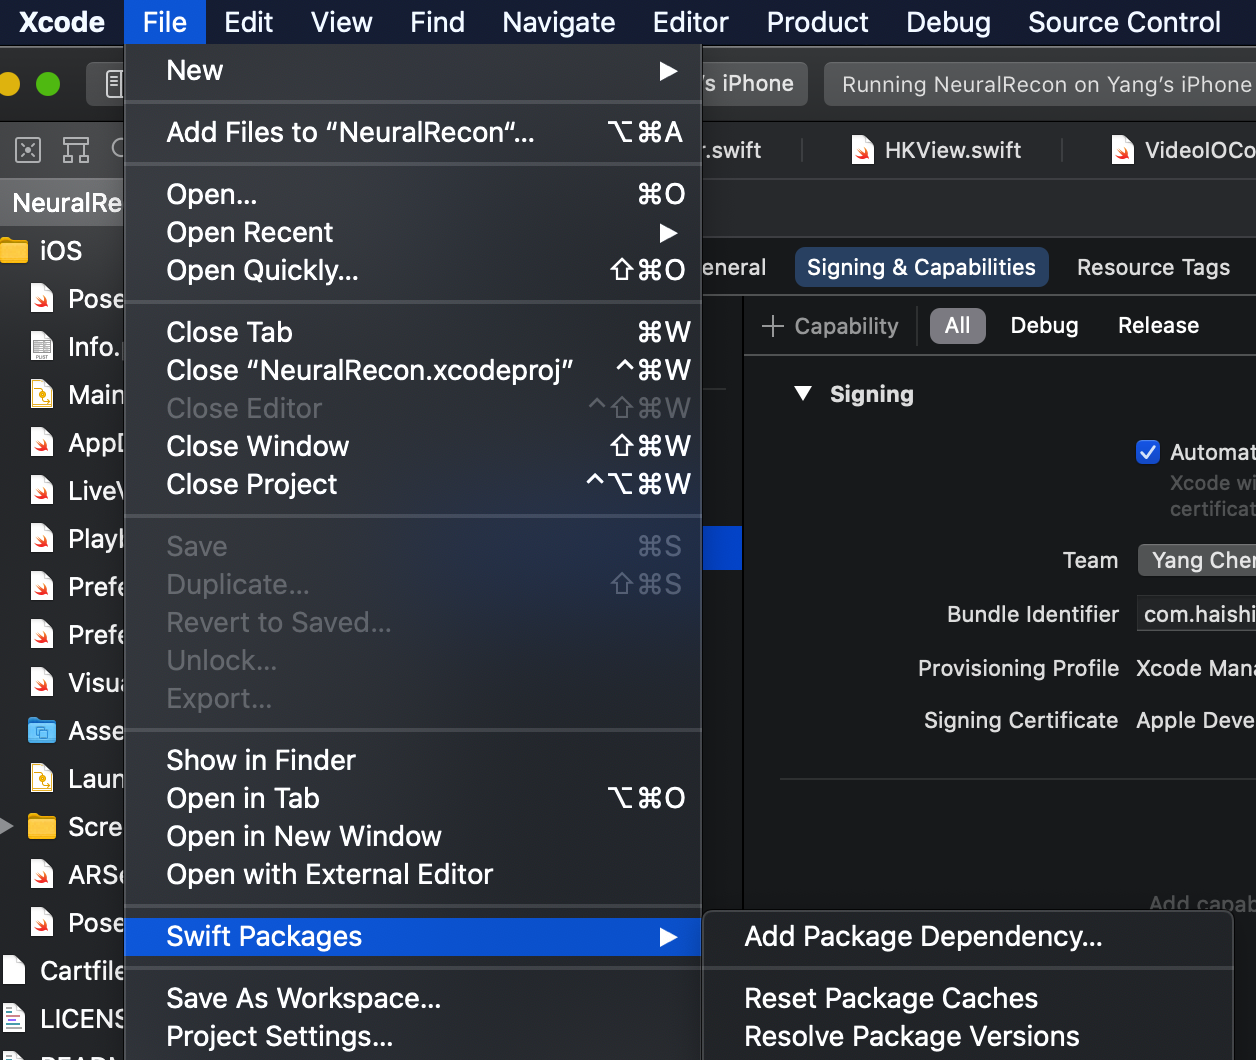 Xcode File Edit View Find Navigate Editor Product Debug Source Control
New
's iPhone
Running NeuralRecon on Yang's iPhone
Add Files to “NeuralRecon“... ⌥⌘A
r.swift
HKView.swift
VideoIOCo
Open... ⌘O
NeuralRe
Open Recent
iOS
Open Quickly... ⇧⌘O
eneral
Signing & Capabilities
Resource Tags
Pose
Close Tab ⌘W
Capability
All
Debug
Release
Info.
Close “NeuralRecon.xcodeproj” ^⌘W
Main
Signing
Close Editor ^⇧⌘W
AppD
Close Window ⇧⌘W
Automat
Close Project ^⌥⌘W
Xcode wi
LiveV
certificat
Playb
Save ⌘S
Team
Yang Cher
Duplicate... ⇧⌘S
Prefe
Revert to Saved...
Bundle Identifier
com.haishi
Prefe
Unlock...
Provisioning Profile
Xcode Mana
Visua
Export...
Signing Certificate
Apple Deve
Asse
Show in Finder
Laun
Open in Tab ⌥⌘O
Scre
Open in New Window
ARSe
Open with External Editor
Add capab
Pose
Swift Packages
Add Package Dependency...
Cartfile
Save As Workspace...
Reset Package Caches
LICENS
Project Settings...
Resolve Package Versions